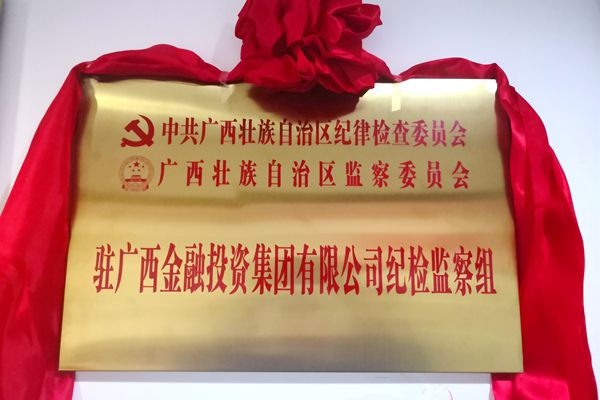 中共广西壮族自治区纪律检查委员会
广西壮族自治区监察委员会
驻广西金融投资集团有限公司纪检监察组